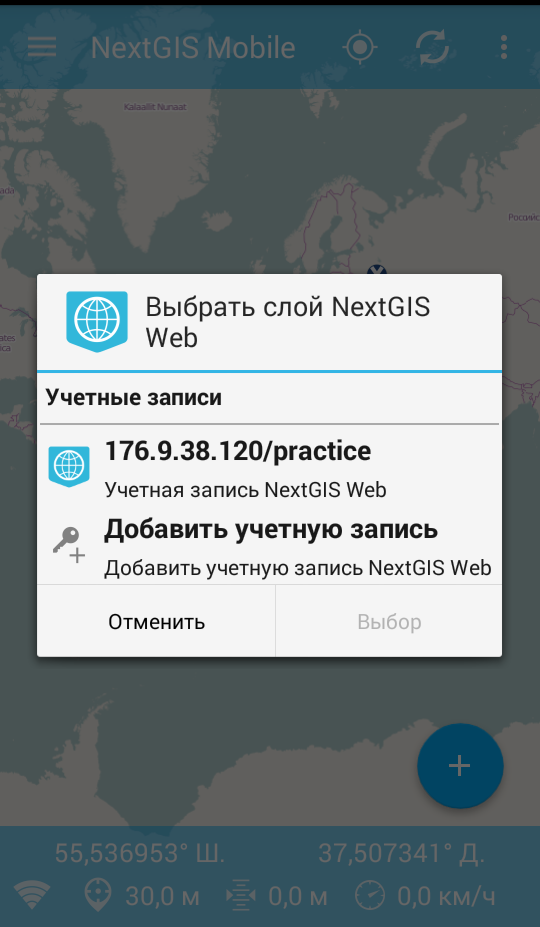 NextGIS Mobile
Kalaallit Nunaat
Российс
Выбрать слой NextGIS
Web
Учетные записи
176.9.38.120/practice
Учетная запись NextGIS Web
Добавить учетную запись
Добавить учетную запись NextGIS Web
Отменить
Выбор
55,536953° Ш.
37,507341° Д.
30,0 м
0,0 м
0,0 км/ч